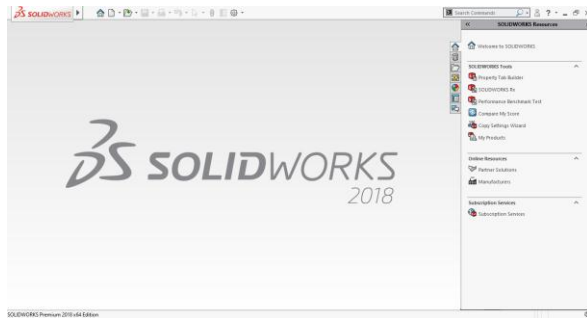 SOLIDWORKS
Search Commands
SOLIDWORKS Resources
Welcome to SOLIDWORKS
SOLIDWORKS Tools
Property Tab Builder
SOLIDWORKS Rx
Performance Benchmark Test
Compare My Score
Copy Settings Wizard
My Products
Online Resources
Partner Solutions
Manufacturers
Subscription Services
Subscription Services
SOLIDWORKS
2018
SOLIDWORKS Premium 2018 x64 Edition